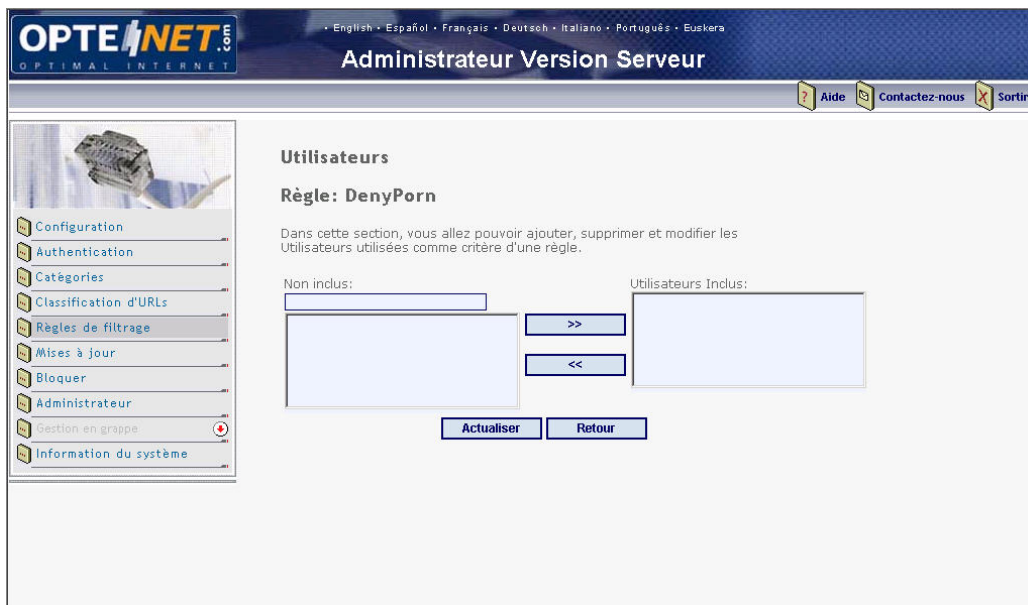 OPTENET.com
OPTIMAL INTERNET
· English · Español · Français · Deutsch · Italiano · Português · Euskera
Administrateur Version Serveur
Aide Contactez-nous Sortir
Configuration
Authentication
Catégories
Classification d'URLs
Règles de filtrage
Mises à jour
Bloquer
Administrateur
Gestion en grappe
Information du système
Utilisateurs
Règle: DenyPorn
Dans cette section, vous allez pouvoir ajouter, supprimer et modifier les
Utilisateurs utilisées comme critère d'une règle.
Non inclus:
Utilisateurs Inclus:
>>
<<
Actualiser
Retour